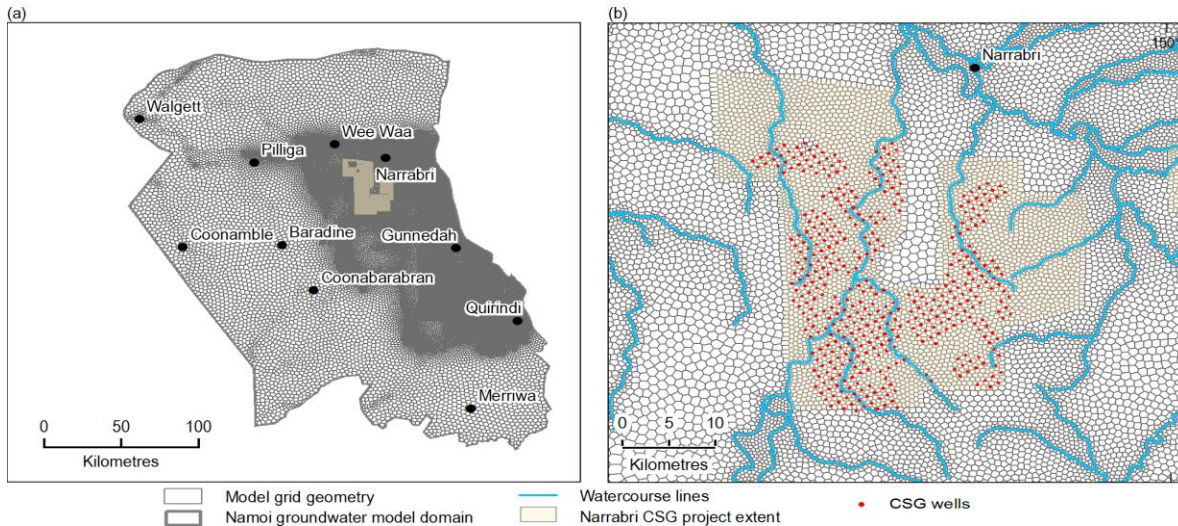 (a)
Walgett
Wee Waa
Pilliga
Narrabri
Coonamble
Baradine
Gunnedah
Coonabarabran
Quirindi
Merriwa
0 50 100
Kilometres
(b)
150
Narrabri
0 5 10
Kilometres
Model grid geometry
Namoi groundwater model domain
Watercourse lines
Narrabri CSG project extent
CSG wells